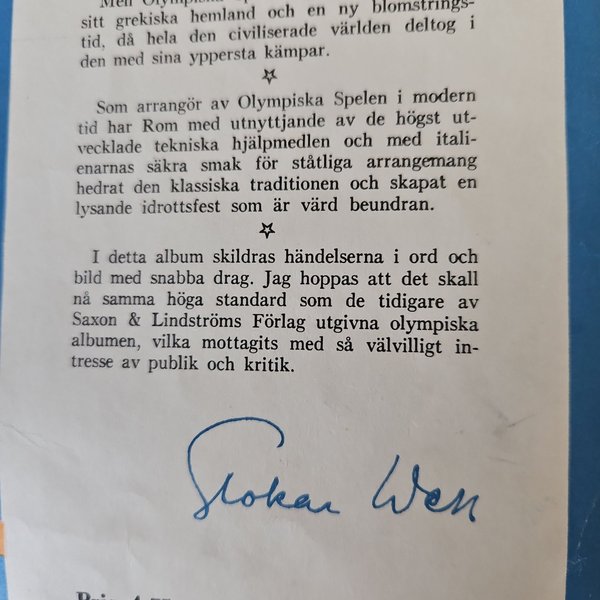 Men Olympiska
sitt grekiska hemland och en ny blomstrings-
tid, då hela den civiliserade världen deltog i
den med sina yppersta kämpar.
Som arrangör av Olympiska Spelen i modern
tid har Rom med utnyttjande av de högst ut-
vecklade tekniska hjälpmedlen och med itali-
enarnas säkra smak för ståtliga arrangemang
hedrat den klassiska traditionen och skapat en
lysande idrottsfest som är värd beundran.
I detta album skildras händelserna i ord och
bild med snabba drag. Jag hoppas att det skall
nå samma höga standard som de tidigare av
Saxon & Lindströms Förlag utgivna olympiska
albumen, vilka mottagits med så välvilligt in-
tresse av publik och kritik.